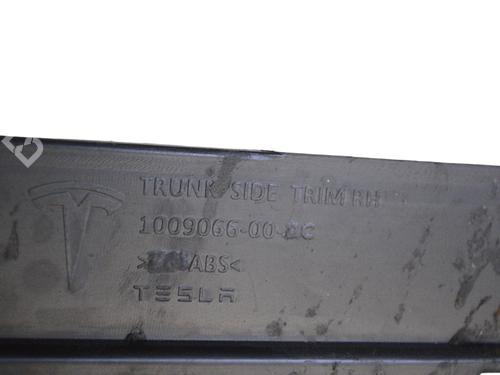 TRUNK SIDE TRIM RH
1009066-00-
ABS<
TESLA